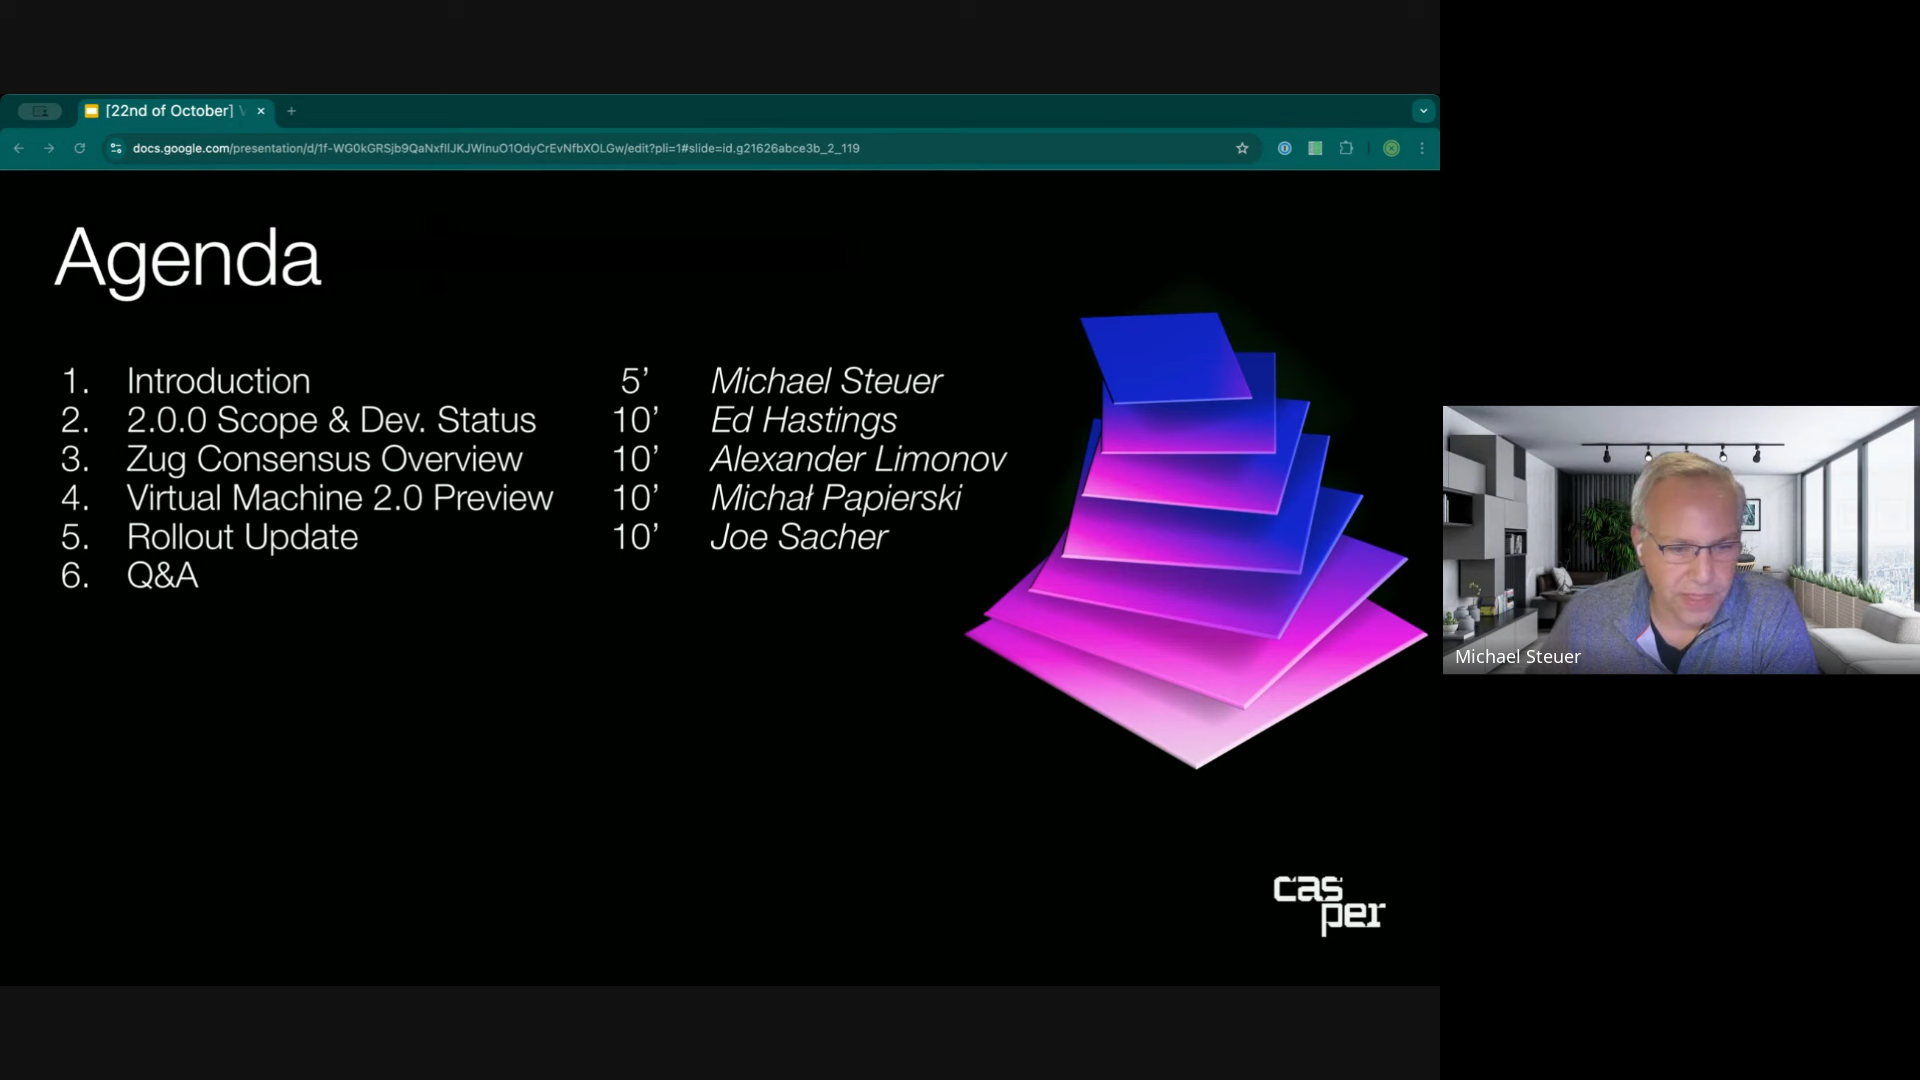 [22nd of October]
docs.google.com/presentation/d/1f-WG0kGRSjb9QaNxfIlJKJWlnuO1OdyCrEvNfbXOLGw/edit?pli=1#slide=id.g21626abce3b_2_119
Agenda
1. Introduction 5’ Michael Steuer
2. 2.0.0 Scope & Dev. Status 10’ Ed Hastings
3. Zug Consensus Overview 10’ Alexander Limonov
4. Virtual Machine 2.0 Preview 10’ Michał Papierski
5. Rollout Update 10’ Joe Sacher
6. Q&A
Michael Steuer
cas
per